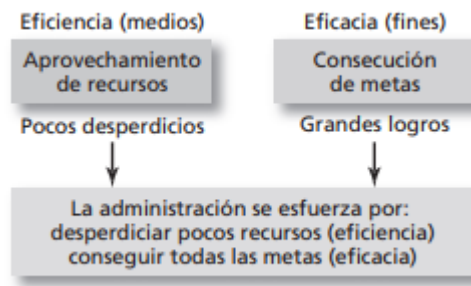 Eficiencia (medios)
Aprovechamiento
de recursos
Pocos desperdicios
Eficacia (fines)
Consecución
de metas
Grandes logros
La administración se esfuerza por:
desperdiciar pocos recursos (eficiencia)
conseguir todas las metas (eficacia)